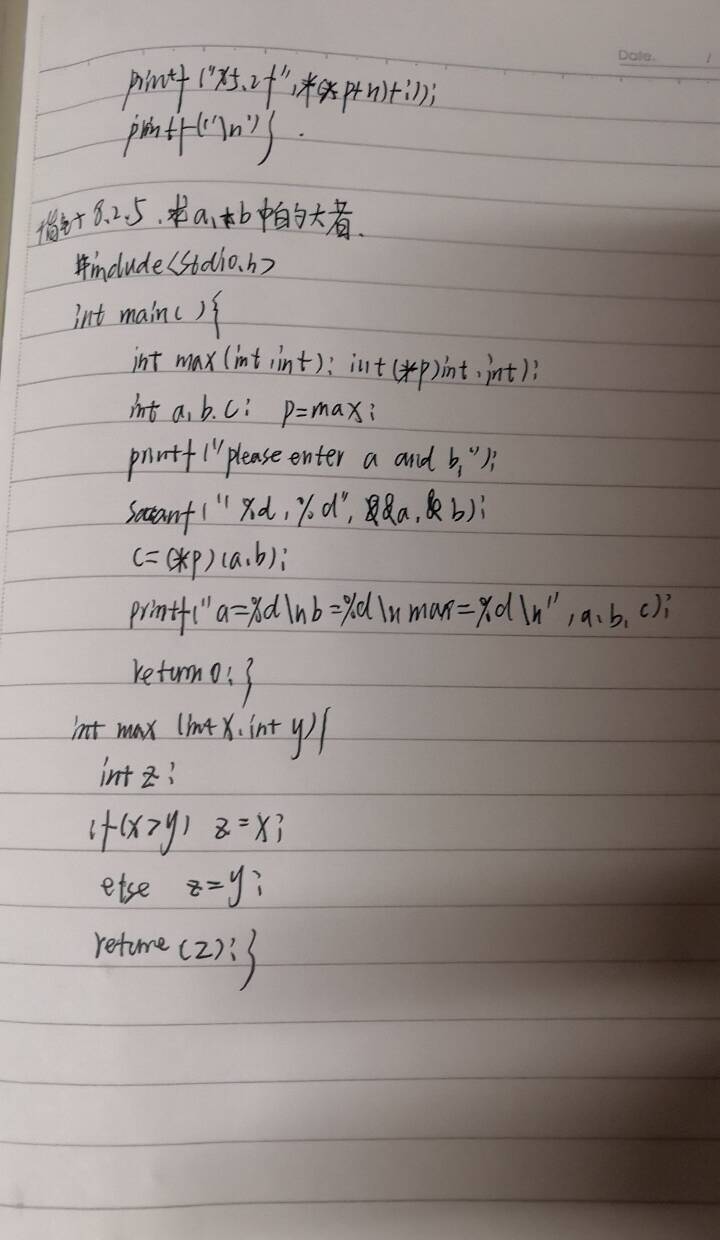 Date. /
printf ("%5.2f",*(*(p+n)+i));
printf("\n")}
8.2.5.求a,b中的大者.
#include<stdio.h>
int main(){
int max(int,int); int(*p)int,int);
int a,b,c; p=max;
printf("please enter a and b,");
scanf("%d,%d",&a,&b);
c=(*p)(a,b);
printf("a=%d\nb=%d\nmax=%d\n",a,b,c);
return 0;}
int max (int x,int y){
int z;
if(x>y) z=x;
else z=y;
return (z);}